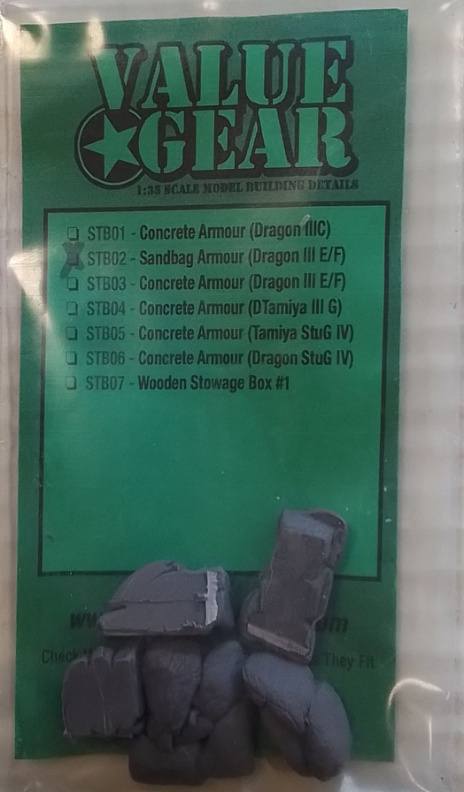 VALUE
GEAR
1:35 SCALE MODEL BUILDING DETAILS
STB01 - Concrete Armour (Dragon IIIC)
STB02 - Sandbag Armour (Dragon III E/F)
STB03 - Concrete Armour (Dragon III E/F)
STB04 - Concrete Armour (DTamiya III G)
STB05 - Concrete Armour (Tamiya StuG IV)
STB06 - Concrete Armour (Dragon StuG IV)
STB07 - Wooden Stowage Box #1
Check They Fit